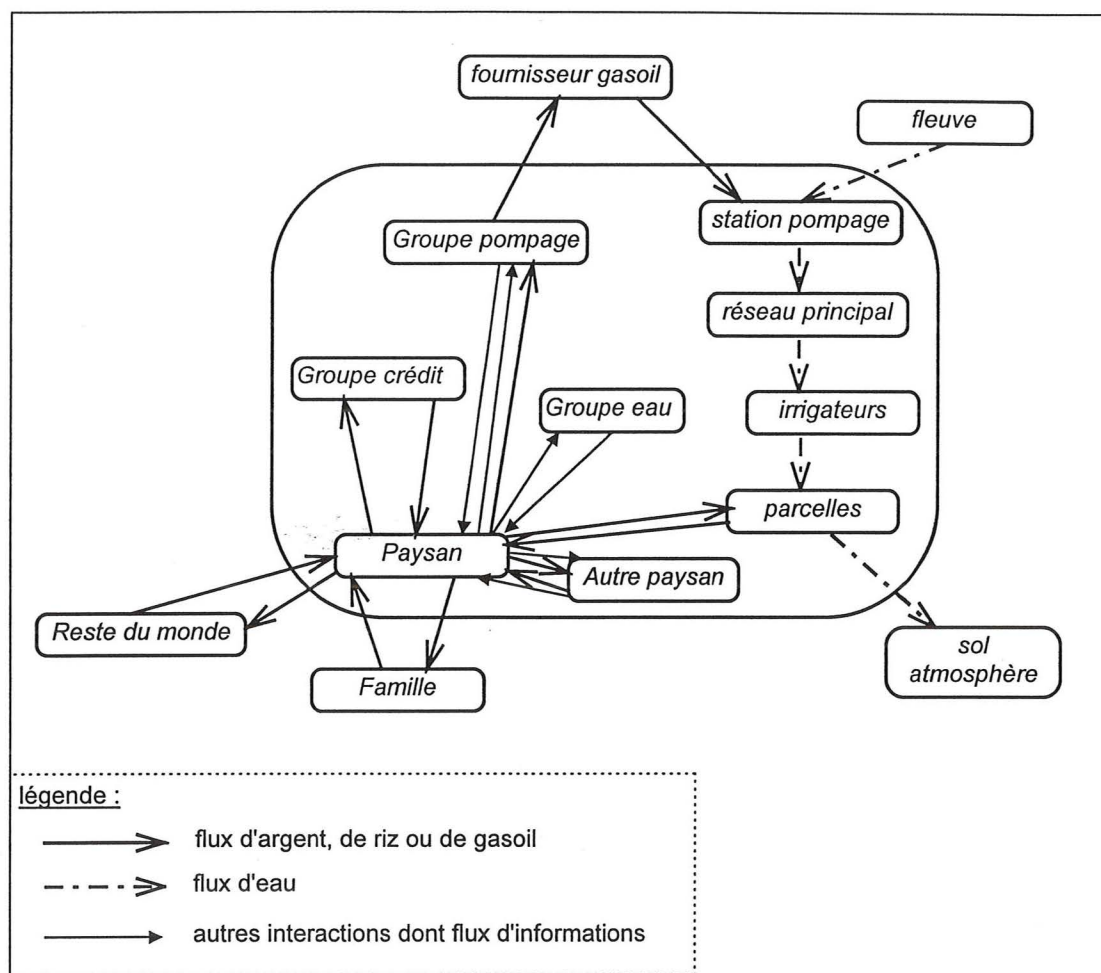 fournisseur gasoil
fleuve
station pompage
Groupe pompage
réseau principal
Groupe crédit
Groupe eau
irrigateurs
parcelles
Paysan
Autre paysan
Reste du monde
sol
atmosphère
Famille
légende :
flux d'argent, de riz ou de gasoil
flux d'eau
autres interactions dont flux d'informations